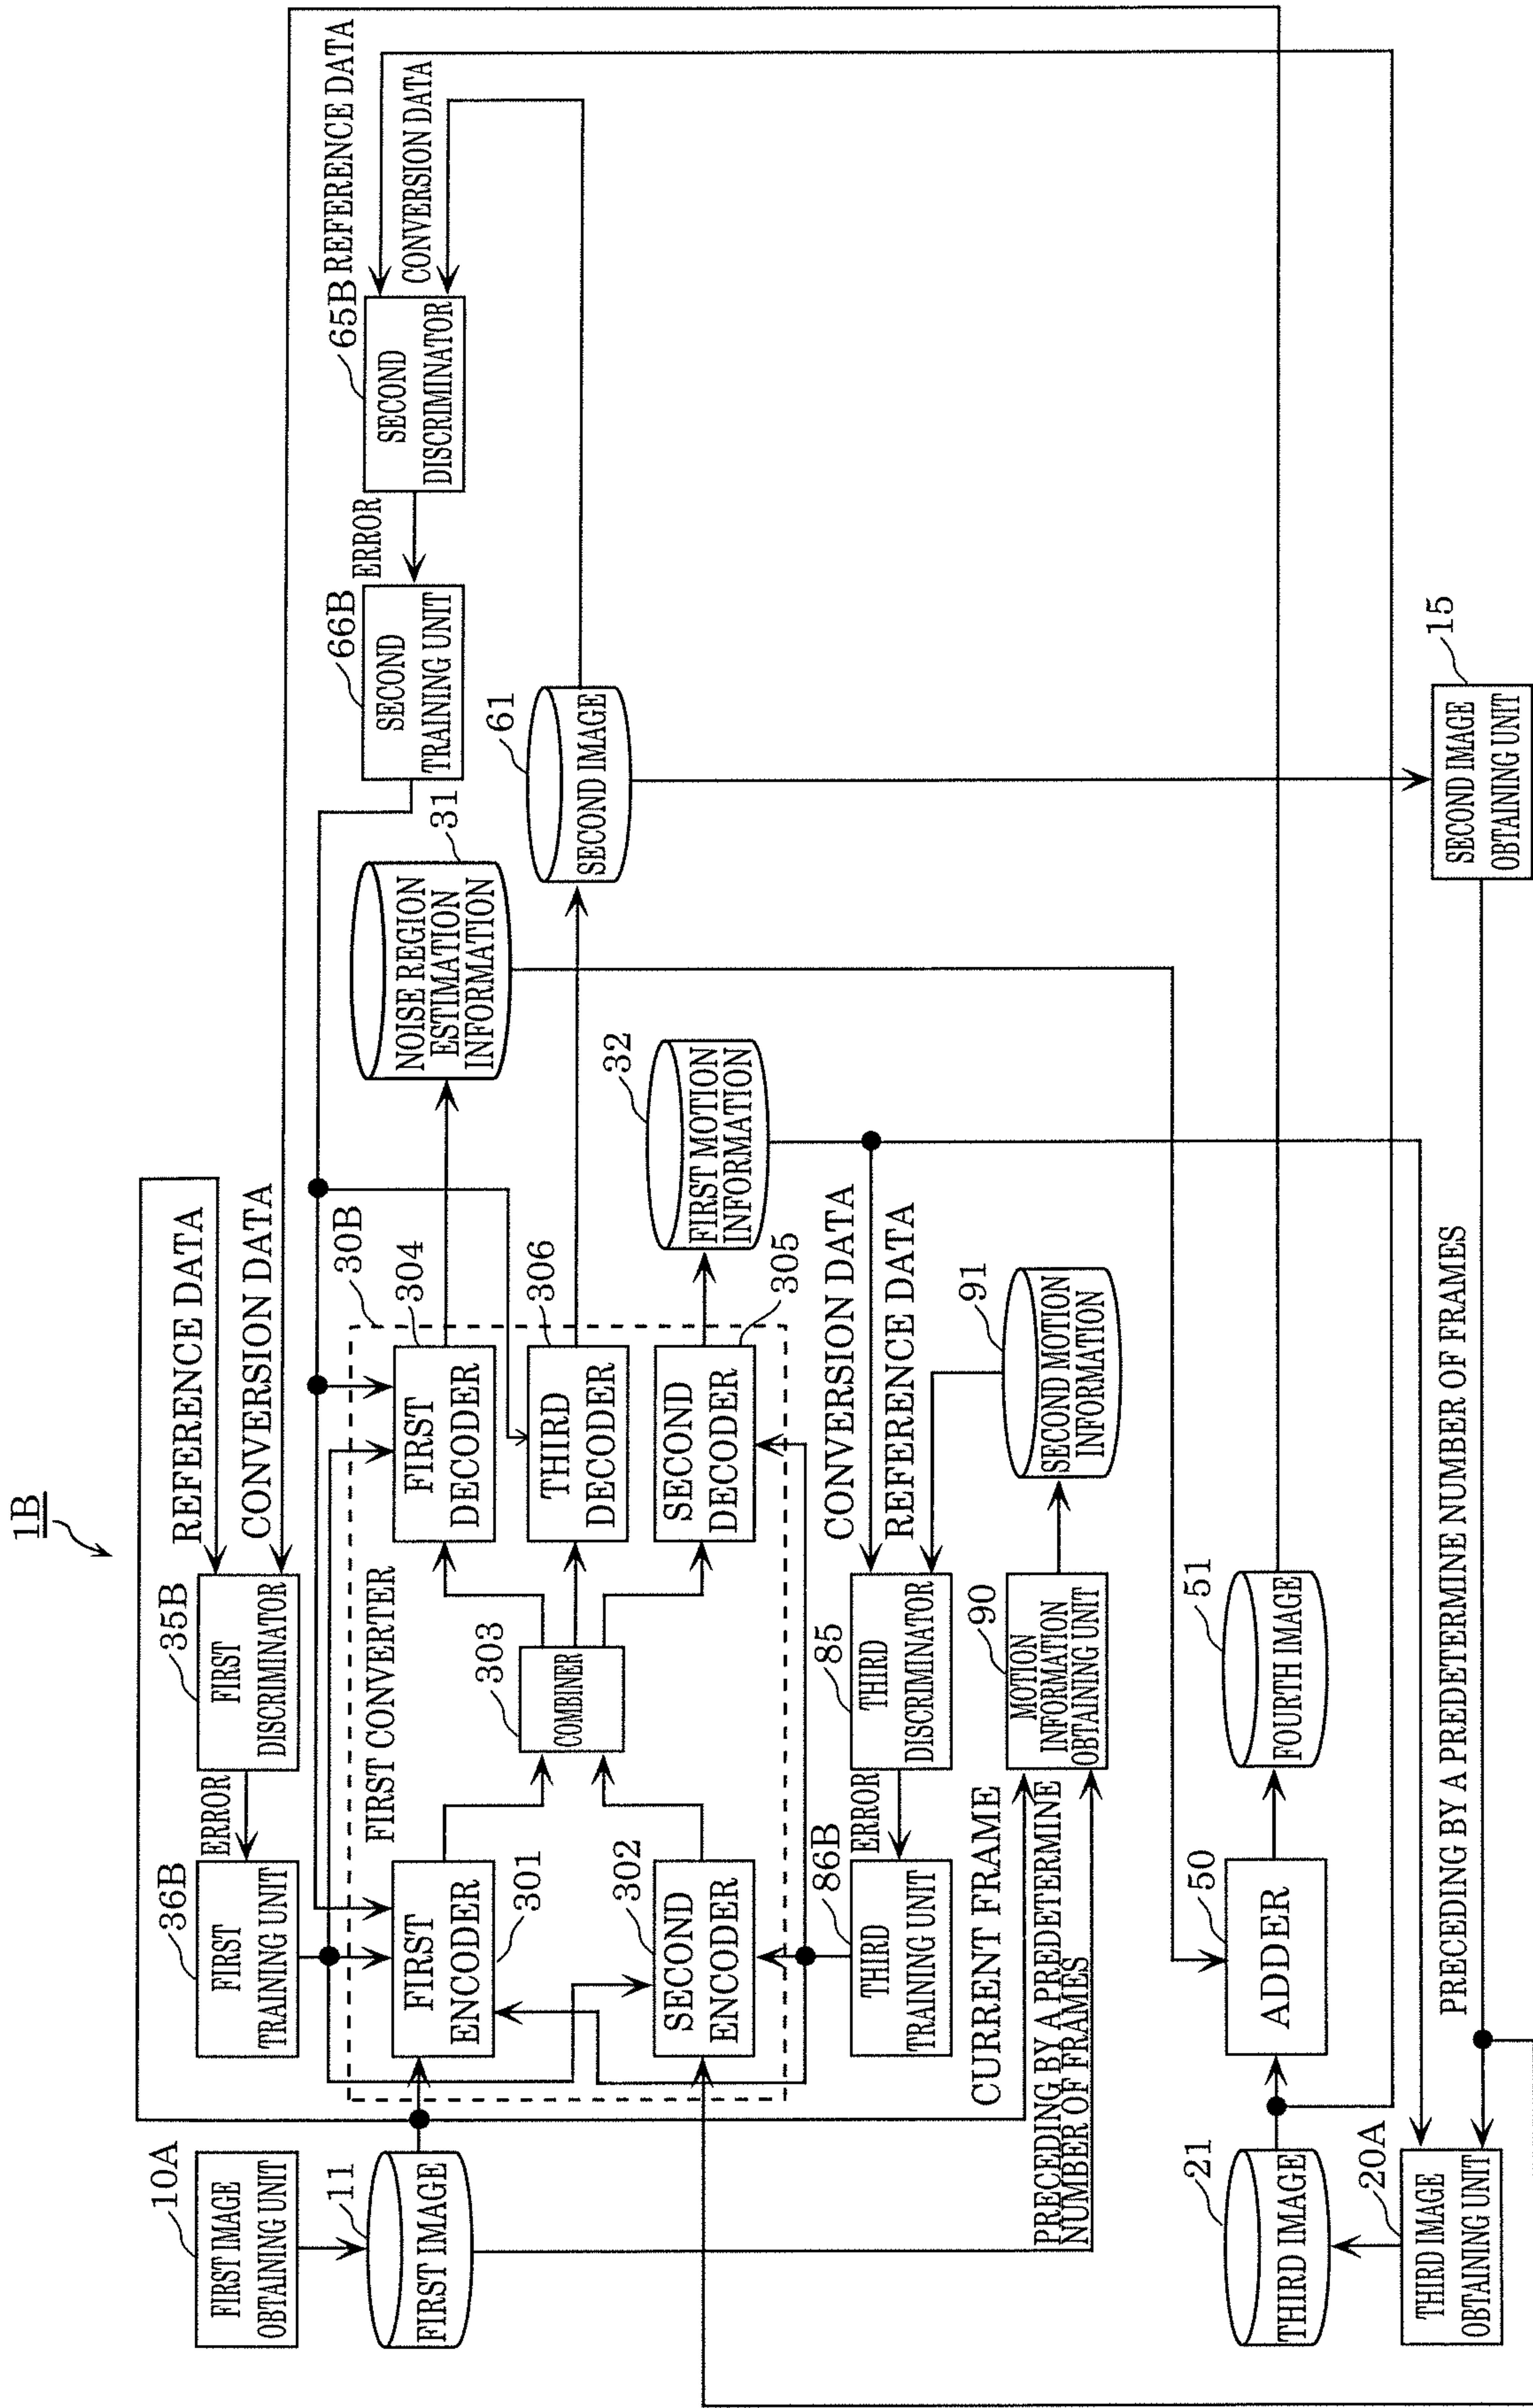 1B
10A
FIRST IMAGE
OBTAINING UNIT
11
FIRST IMAGE
36B
FIRST
TRAINING UNIT
ERROR
35B
FIRST
DISCRIMINATOR
REFERENCE DATA
CONVERSION DATA
66B
SECOND
TRAINING UNIT
ERROR
65B
SECOND
DISCRIMINATOR
REFERENCE DATA
CONVERSION DATA
FIRST CONVERTER
30B
FIRST
ENCODER
301
SECOND
ENCODER
302
303
COMBINER
304
FIRST
DECODER
306
THIRD
DECODER
305
SECOND
DECODER
31
NOISE REGION
ESTIMATION
INFORMATION
61
SECOND IMAGE
32
FIRST MOTION
INFORMATION
86B
THIRD
TRAINING UNIT
ERROR
85
THIRD
DISCRIMINATOR
CONVERSION DATA
REFERENCE DATA
CURRENT FRAME
PRECEDING BY A PREDETERMINE
NUMBER OF FRAMES
90
MOTION
INFORMATION
OBTAINING UNIT
91
SECOND MOTION
INFORMATION
21
THIRD IMAGE
50
ADDER
51
FOURTH IMAGE
20A
THIRD IMAGE
OBTAINING UNIT
PRECEDING BY A PREDETERMINE NUMBER OF FRAMES
15
SECOND IMAGE
OBTAINING UNIT